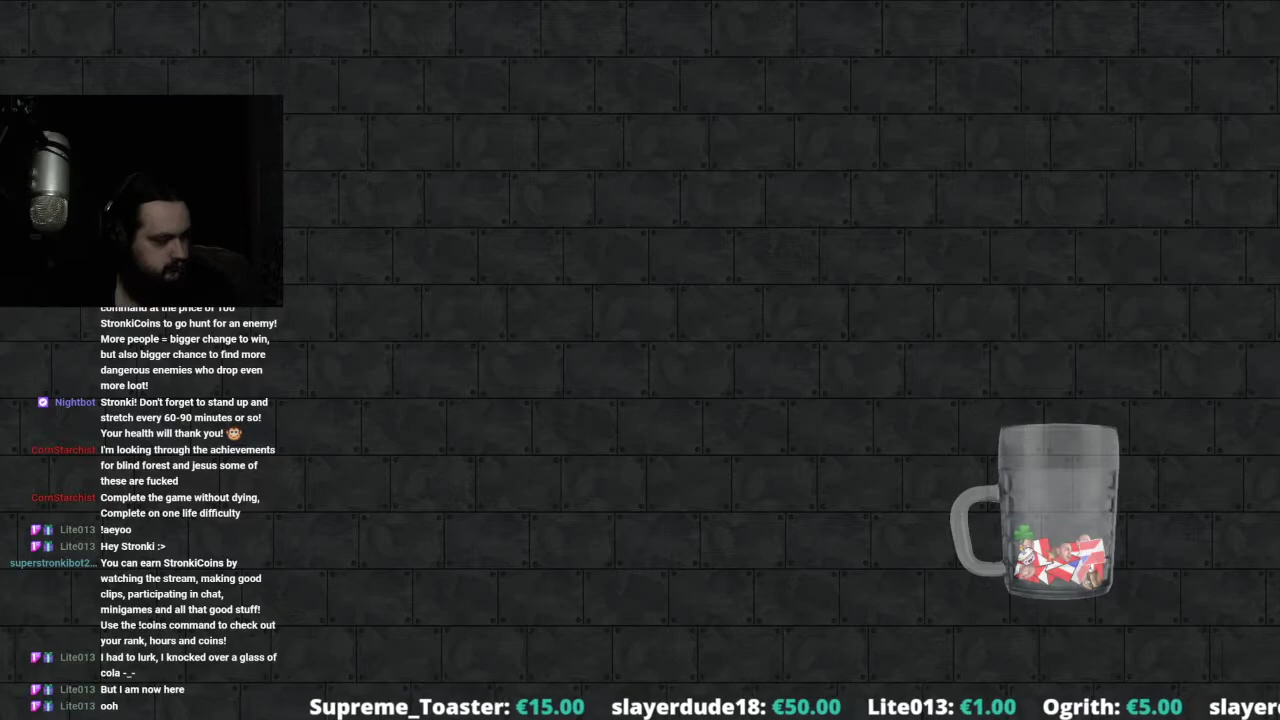 command at the price of 100
StronkiCoins to go hunt for an enemy!
More people = bigger change to win,
but also bigger chance to find more
dangerous enemies who drop even
more loot!
Nightbot Stronki! Don't forget to stand up and
stretch every 60-90 minutes or so!
Your health will thank you!
CornStarchist I'm looking through the achievements
for blind forest and jesus some of
these are fucked
CornStarchist Complete the game without dying,
Complete on one life difficulty
Lite013 !aeyoo
Lite013 Hey Stronki :>
superstronkibot2... You can earn StronkiCoins by
watching the stream, making good
clips, participating in chat,
minigames and all that good stuff!
Use the !coins command to check out
your rank, hours and coins!
Lite013 I had to lurk, I knocked over a glass of
cola -_-
Lite013 But I am now here
Lite013 ooh
Supreme_Toaster: €15.00 slayerdude18: €50.00 Lite013: €1.00 Ogrith: €5.00 slayer